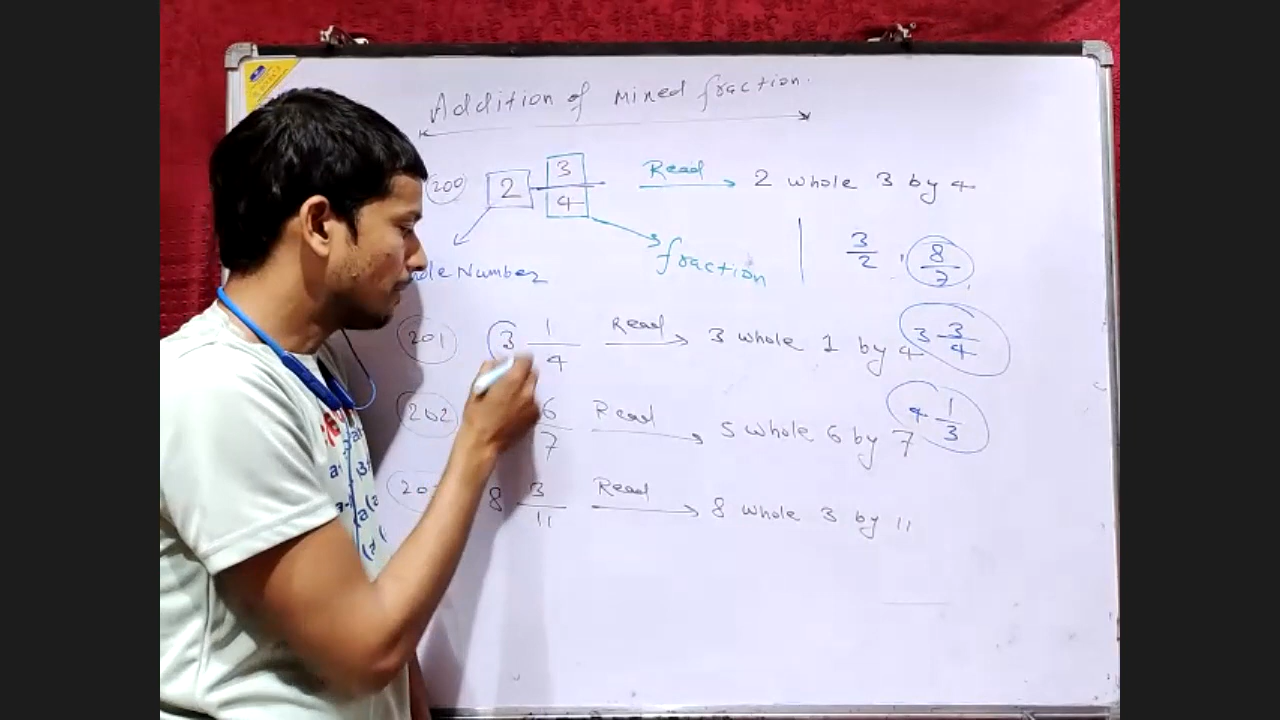 Addition of Mixed fraction.
200 2 3/4 Read → 2 whole 3 by 4
Number fraction 3/2 , 8/7,
201 3 1/4 Read → 3 whole 1 by 4 3 3/4
202 6/7 Read → 5 whole 6 by 7 4 1/3
8 3/11 Read → 8 whole 3 by 11